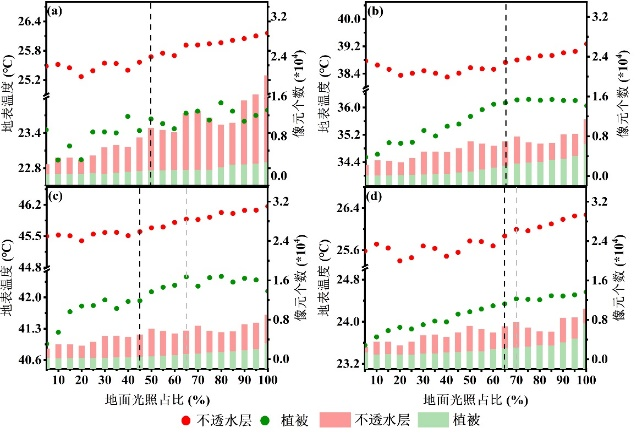 (a)
26.4
25.8
25.2
23.4
22.8
地表温度 (℃)
3.2
2.4
1.6
0.8
0.0
像元个数 (*10⁴)
(b)
40.0
39.2
38.4
36.0
35.2
34.4
地表温度 (℃)
3.2
2.4
1.6
0.8
0.0
像元个数 (*10⁴)
(c)
46.2
45.5
44.8
42.0
41.3
40.6
地表温度 (℃)
3.2
2.4
1.6
0.8
0.0
像元个数 (*10⁴)
10 20 30 40 50 60 70 80 90 100
地面光照占比 (%)
(d)
26.4
25.6
24.8
24.0
23.2
地表温度 (℃)
3.2
2.4
1.6
0.8
0.0
像元个数 (*10⁴)
10 20 30 40 50 60 70 80 90 100
地面光照占比 (%)
不透水层 植被 不透水层 植被